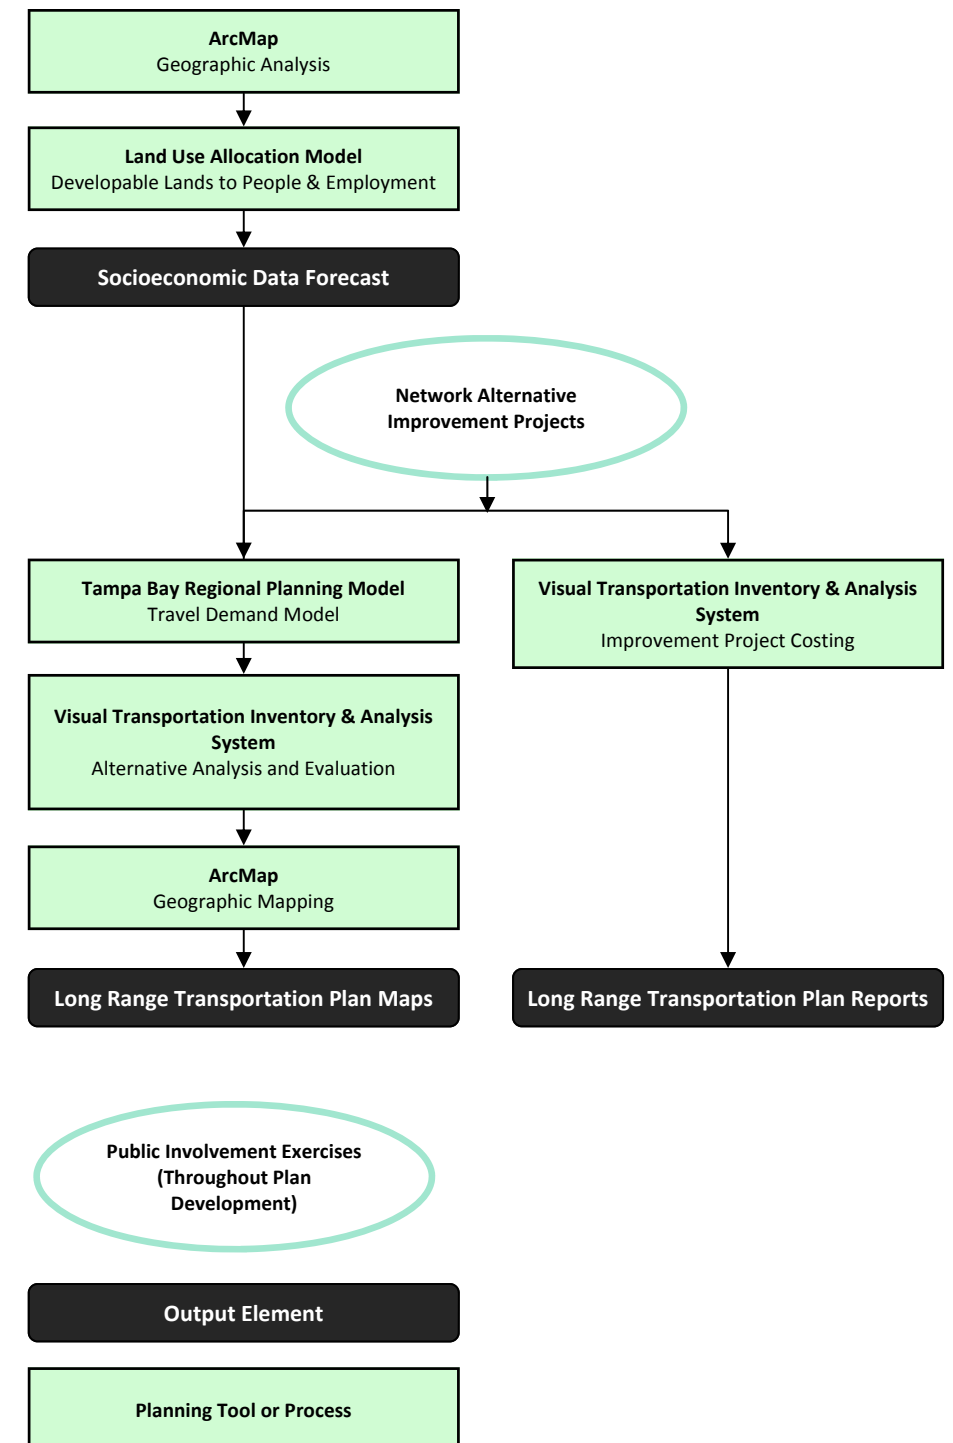 ArcMap
Geographic Analysis
Land Use Allocation Model
Developable Lands to People & Employment
Socioeconomic Data Forecast
Network Alternative
Improvement Projects
Tampa Bay Regional Planning Model
Travel Demand Model
Visual Transportation Inventory & Analysis
System
Improvement Project Costing
Visual Transportation Inventory & Analysis
System
Alternative Analysis and Evaluation
ArcMap
Geographic Mapping
Long Range Transportation Plan Maps
Long Range Transportation Plan Reports
Public Involvement Exercises
(Throughout Plan
Development)
Output Element
Planning Tool or Process